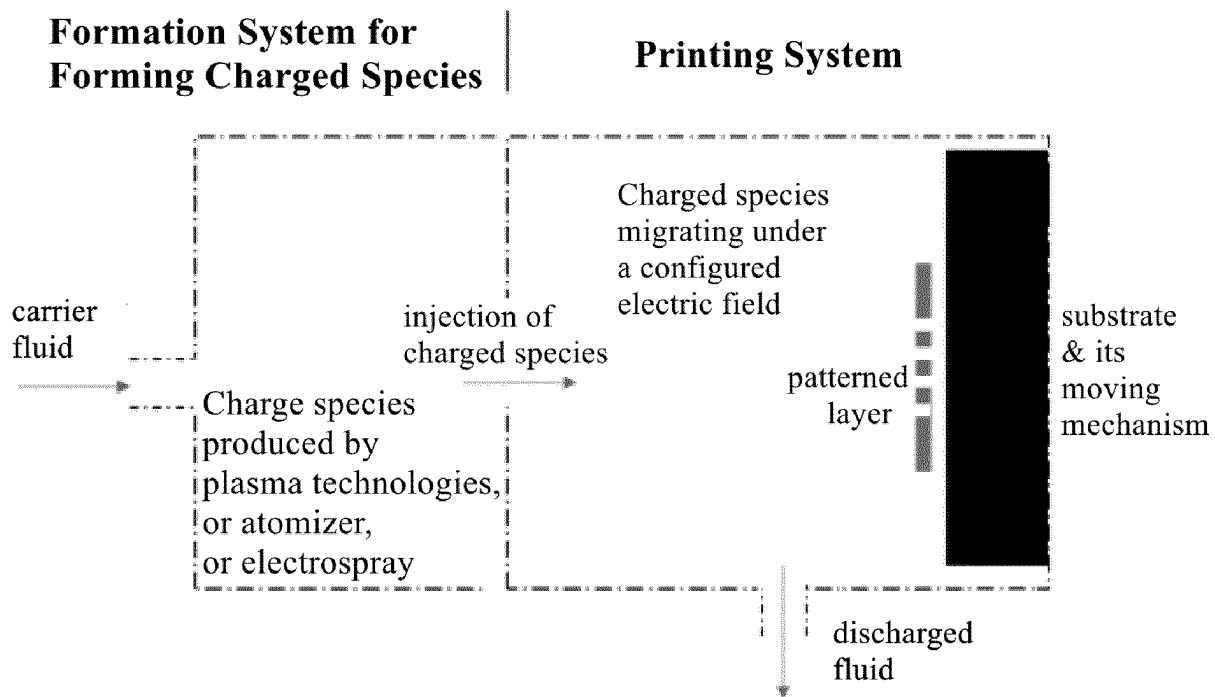 Formation System for
Forming Charged Species
Printing System
Charged species
migrating under
a configured
electric field
carrier
fluid
injection of
charged species
substrate
& its
moving
mechanism
patterned
layer
Charge species
produced by
plasma technologies,
or atomizer,
or electrospray
discharged
fluid